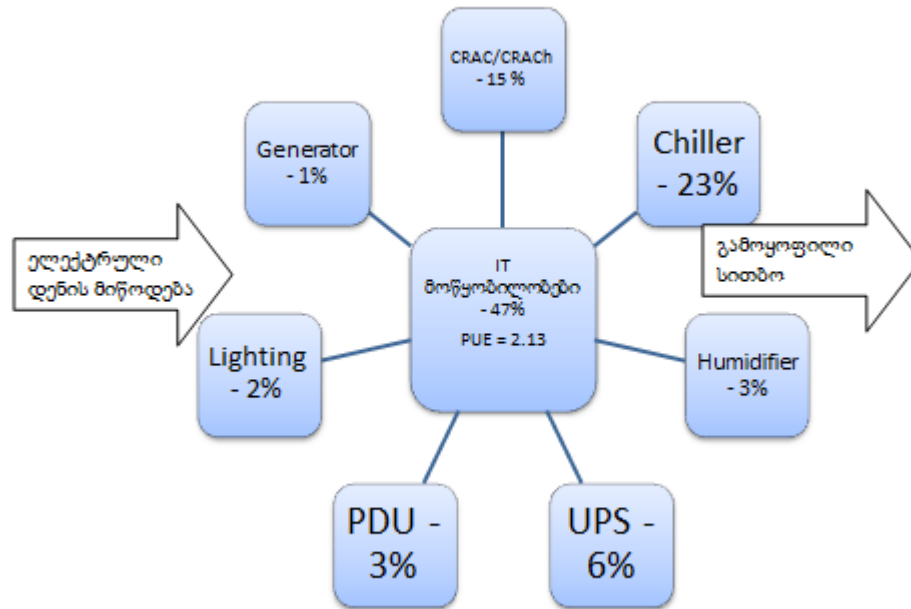 CRAC/CRACh
- 15 %
Generator
- 1%
Chiller
- 23%
ელექტრული
დენის მიწოდება
IT
მოწყობილობები
- 47%
PUE = 2.13
გამოყოფილი
სითბო
Lighting
- 2%
Humidifier
- 3%
PDU -
3%
UPS -
6%